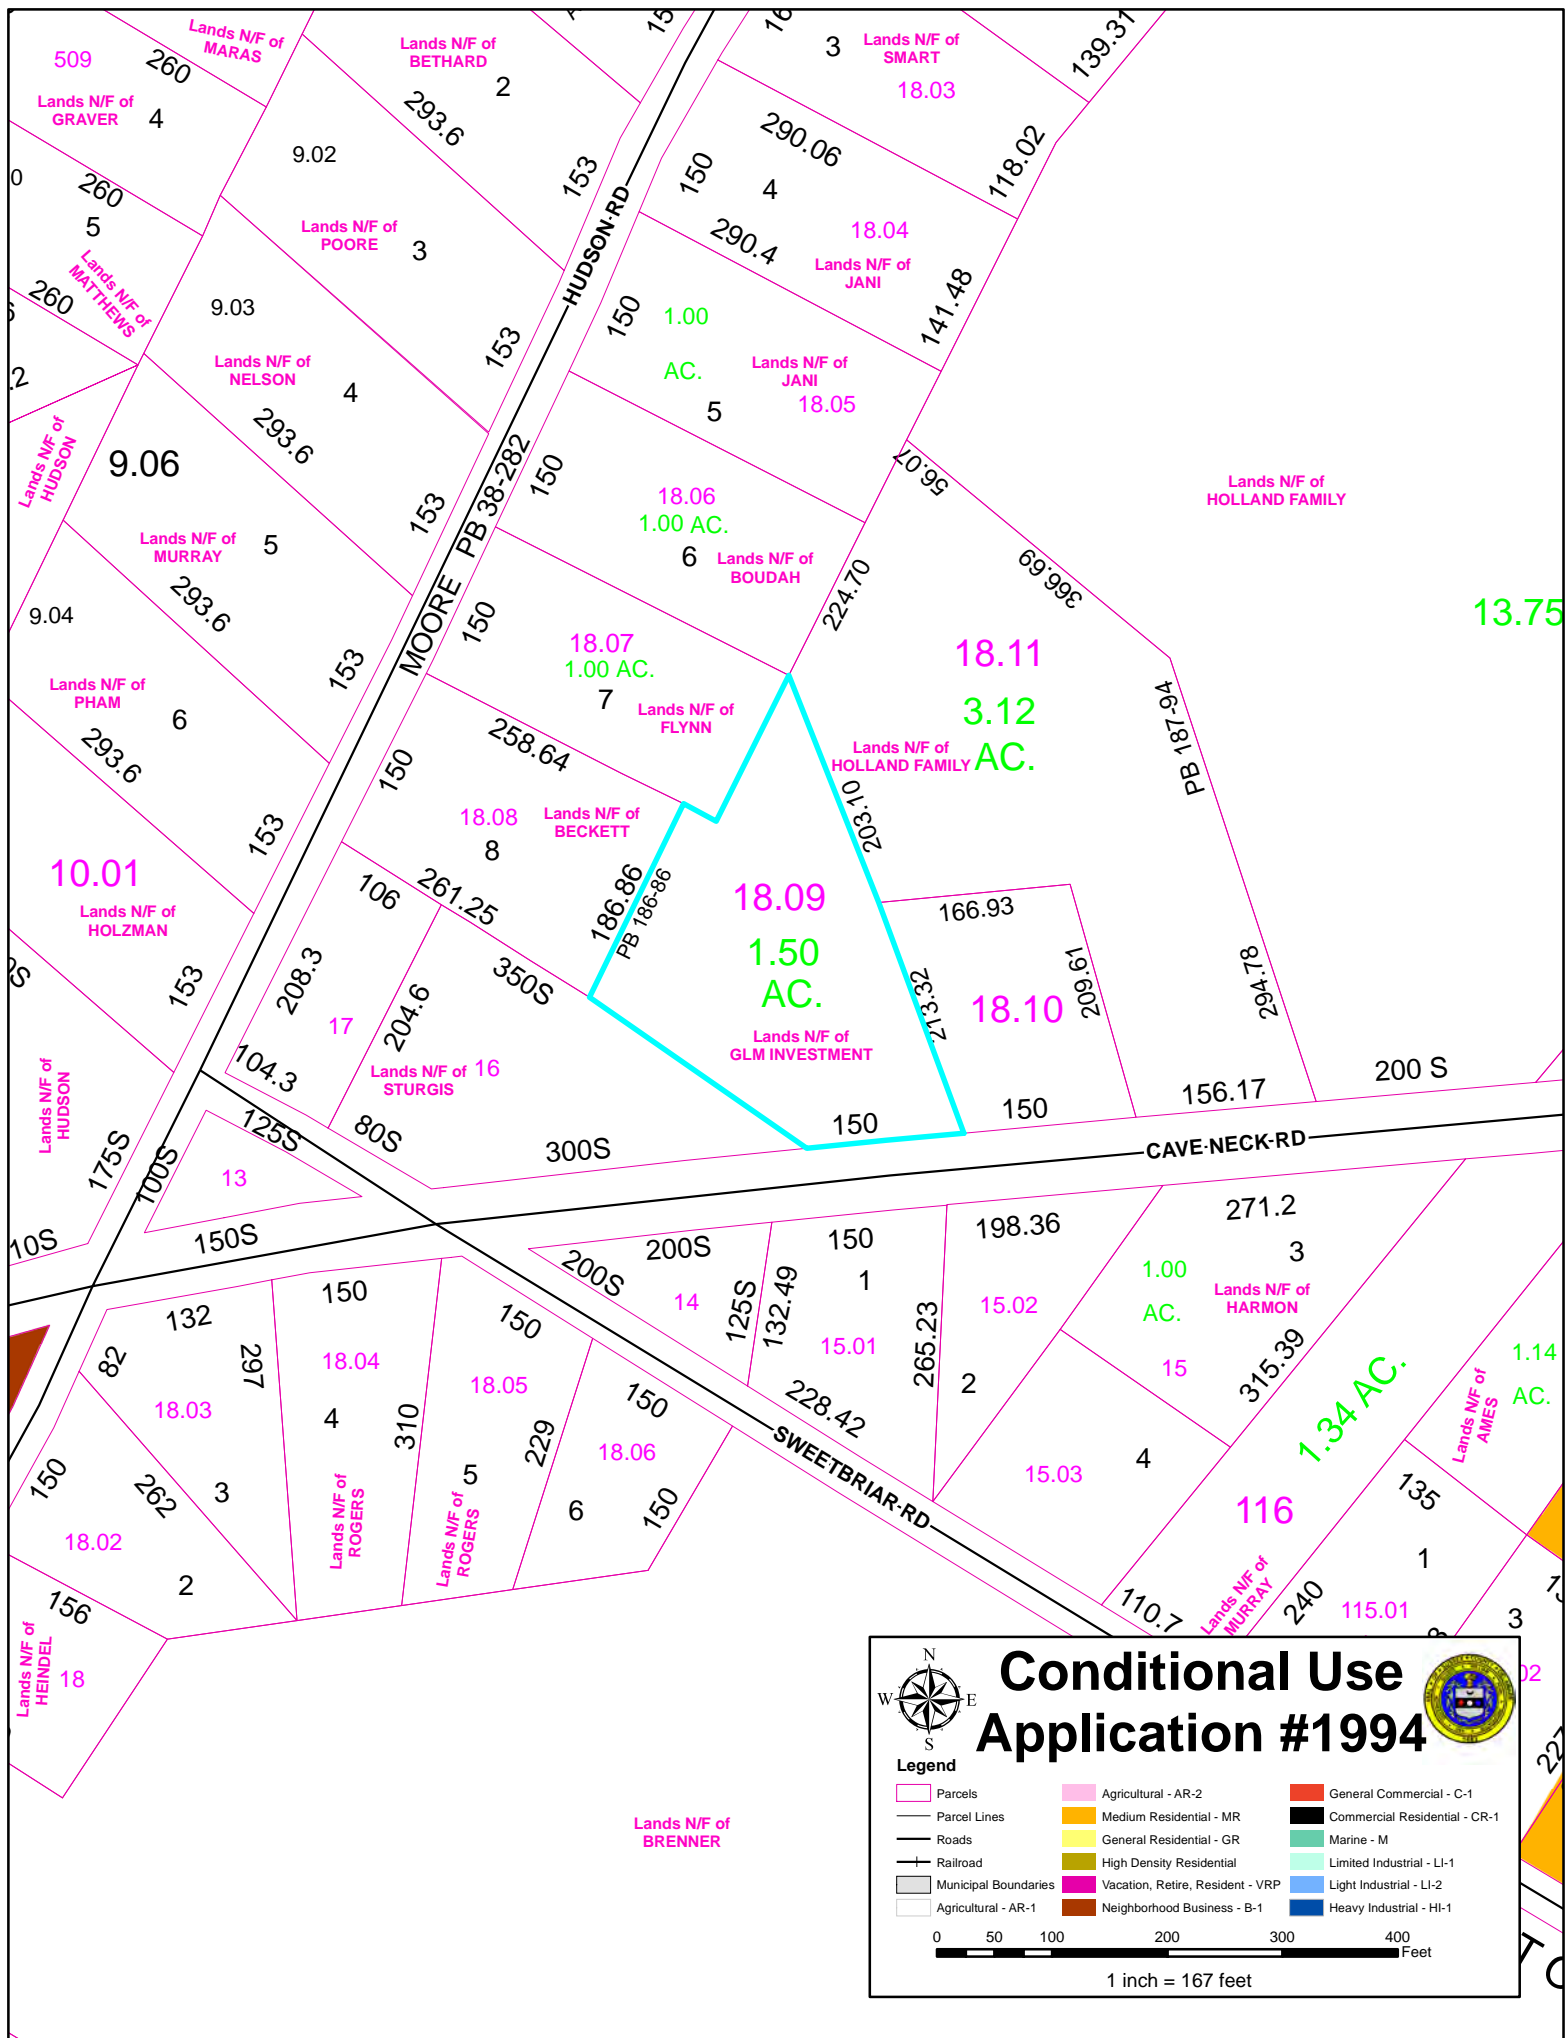 509
260
Lands N/F of
MARAS
Lands N/F of
GRAVER
4
Lands N/F of
BETHARD
2
293.6
15
16
3
Lands N/F of
SMART
18.03
139.31
0
260
5
Lands N/F of
MATTHEWS
260
9.02
Lands N/F of
POORE
3
153
HUDSON RD
150
290.06
4
118.02
18.04
290.4
Lands N/F of
JANI
9.03
Lands N/F of
NELSON
4
293.6
153
150
1.00
AC.
Lands N/F of
JANI
18.05
5
141.48
.2
Lands N/F of
HUDSON
9.06
Lands N/F of
MURRAY
5
293.6
153
MOORE PB 38-282
150
18.06
1.00 AC.
6
Lands N/F of
BOUDAH
56.07
366.69
224.70
Lands N/F of
HOLLAND FAMILY
13.75
9.04
Lands N/F of
PHAM
6
293.6
153
150
18.07
1.00 AC.
7
Lands N/F of
FLYNN
18.11
3.12
AC.
Lands N/F of
HOLLAND FAMILY
PB 187-94
258.64
150
18.08
8
Lands N/F of
BECKETT
203.10
10.01
Lands N/F of
HOLZMAN
153
106
261.25
186.86
PB 186-86
18.09
1.50
AC.
Lands N/F of
GLM INVESTMENT
166.93
213.32
18.10
209.61
294.78
153
208.3
17
204.6
350S
104.3
Lands N/F of
STURGIS
16
80S
300S
150
150
156.17
200 S
CAVE NECK RD
Lands N/F of
HUDSON
175S
100S
125S
13
150S
10S
132
82
297
150
18.04
4
310
Lands N/F of
ROGERS
18.03
3
150
262
18.02
2
156
Lands N/F of
HEINDEL
18
150
18.05
5
229
Lands N/F of
ROGERS
150
18.06
6
150
200S
200S
14
125S
132.49
150
1
15.01
228.42
SWEETBRIAR RD
265.23
198.36
15.02
2
271.2
3
1.00
AC.
Lands N/F of
HARMON
15
315.39
15.03
4
1.34 AC.
116
Lands N/F of
MURRAY
110.7
Lands N/F of
AMES
1.14
AC.
135
1
240
115.01
3
02
227
Lands N/F of
BRENNER
Conditional Use
Application #1994
N
W
E
S
Legend
Parcels
Parcel Lines
Roads
Railroad
Municipal Boundaries
Agricultural - AR-1
Agricultural - AR-2
Medium Residential - MR
General Residential - GR
High Density Residential
Vacation, Retire, Resident - VRP
Neighborhood Business - B-1
General Commercial - C-1
Commercial Residential - CR-1
Marine - M
Limited Industrial - LI-1
Light Industrial - LI-2
Heavy Industrial - HI-1
0 50 100 200 300 400
Feet
1 inch = 167 feet